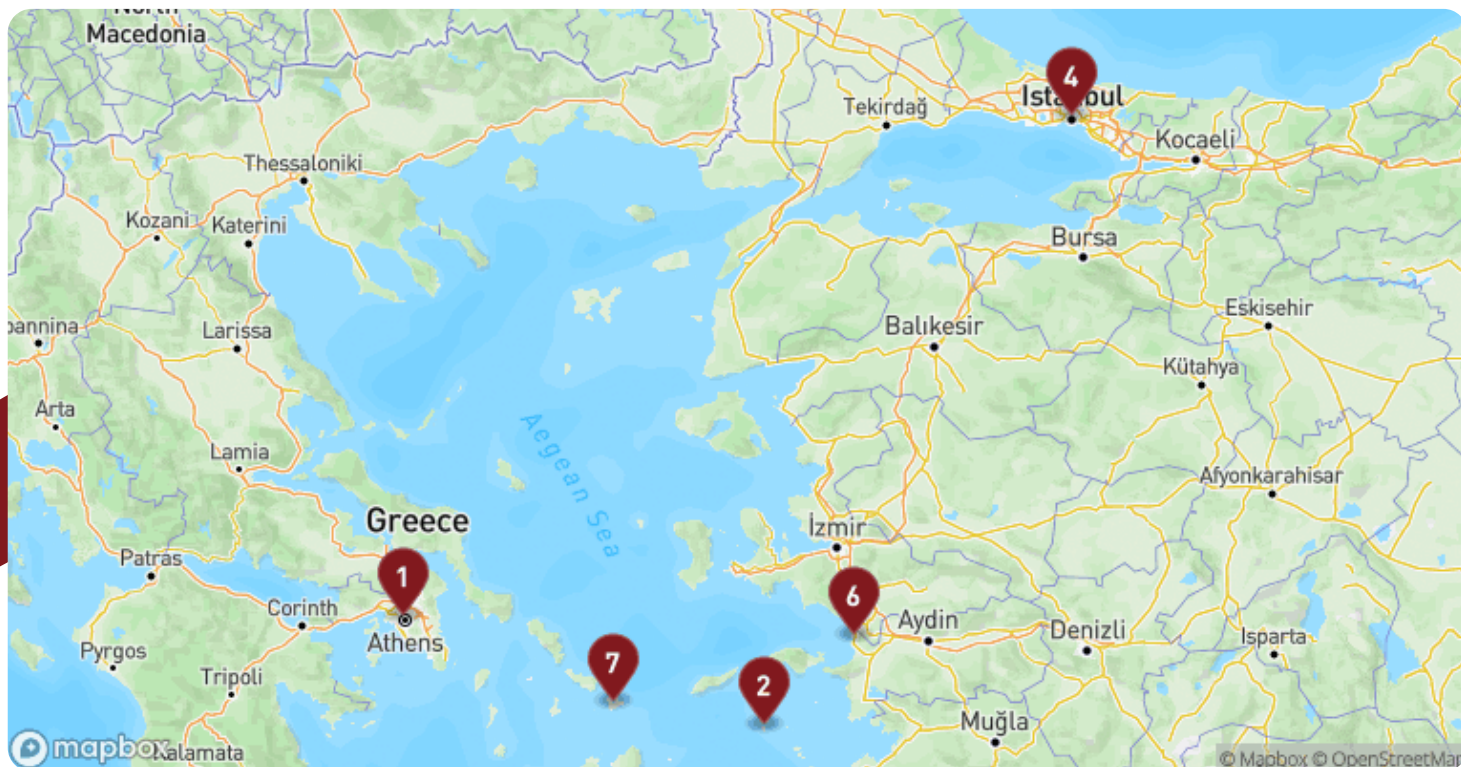 North
Macedonia
4
Istanbul
Tekirdağ
Kocaeli
Thessaloniki
Kozani
Katerini
Bursa
Eskisehir
oannina
Larissa
Balıkesir
Kütahya
Arta
Aegean Sea
Lamia
Afyonkarahisar
Greece
İzmir
Patras
1
6
Corinth
Aydin
Denizli
Athens
Isparta
Pyrgos
7
Tripoli
2
Muğla
mapbox
Kalamata
© Mapbox © OpenStreetMap